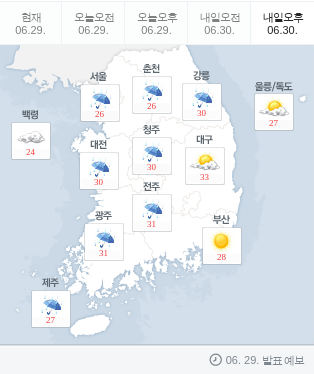 현재 오늘오전 오늘오후 내일오전 내일오후
06.29. 06.29. 06.29. 06.30. 06.30.
서울 춘천 강릉 울릉/독도
26 26 30 27
백령
24
대전 청주 대구
30 30 33
전주
31
광주 부산
31 28
제주
27
06. 29. 발표 예보